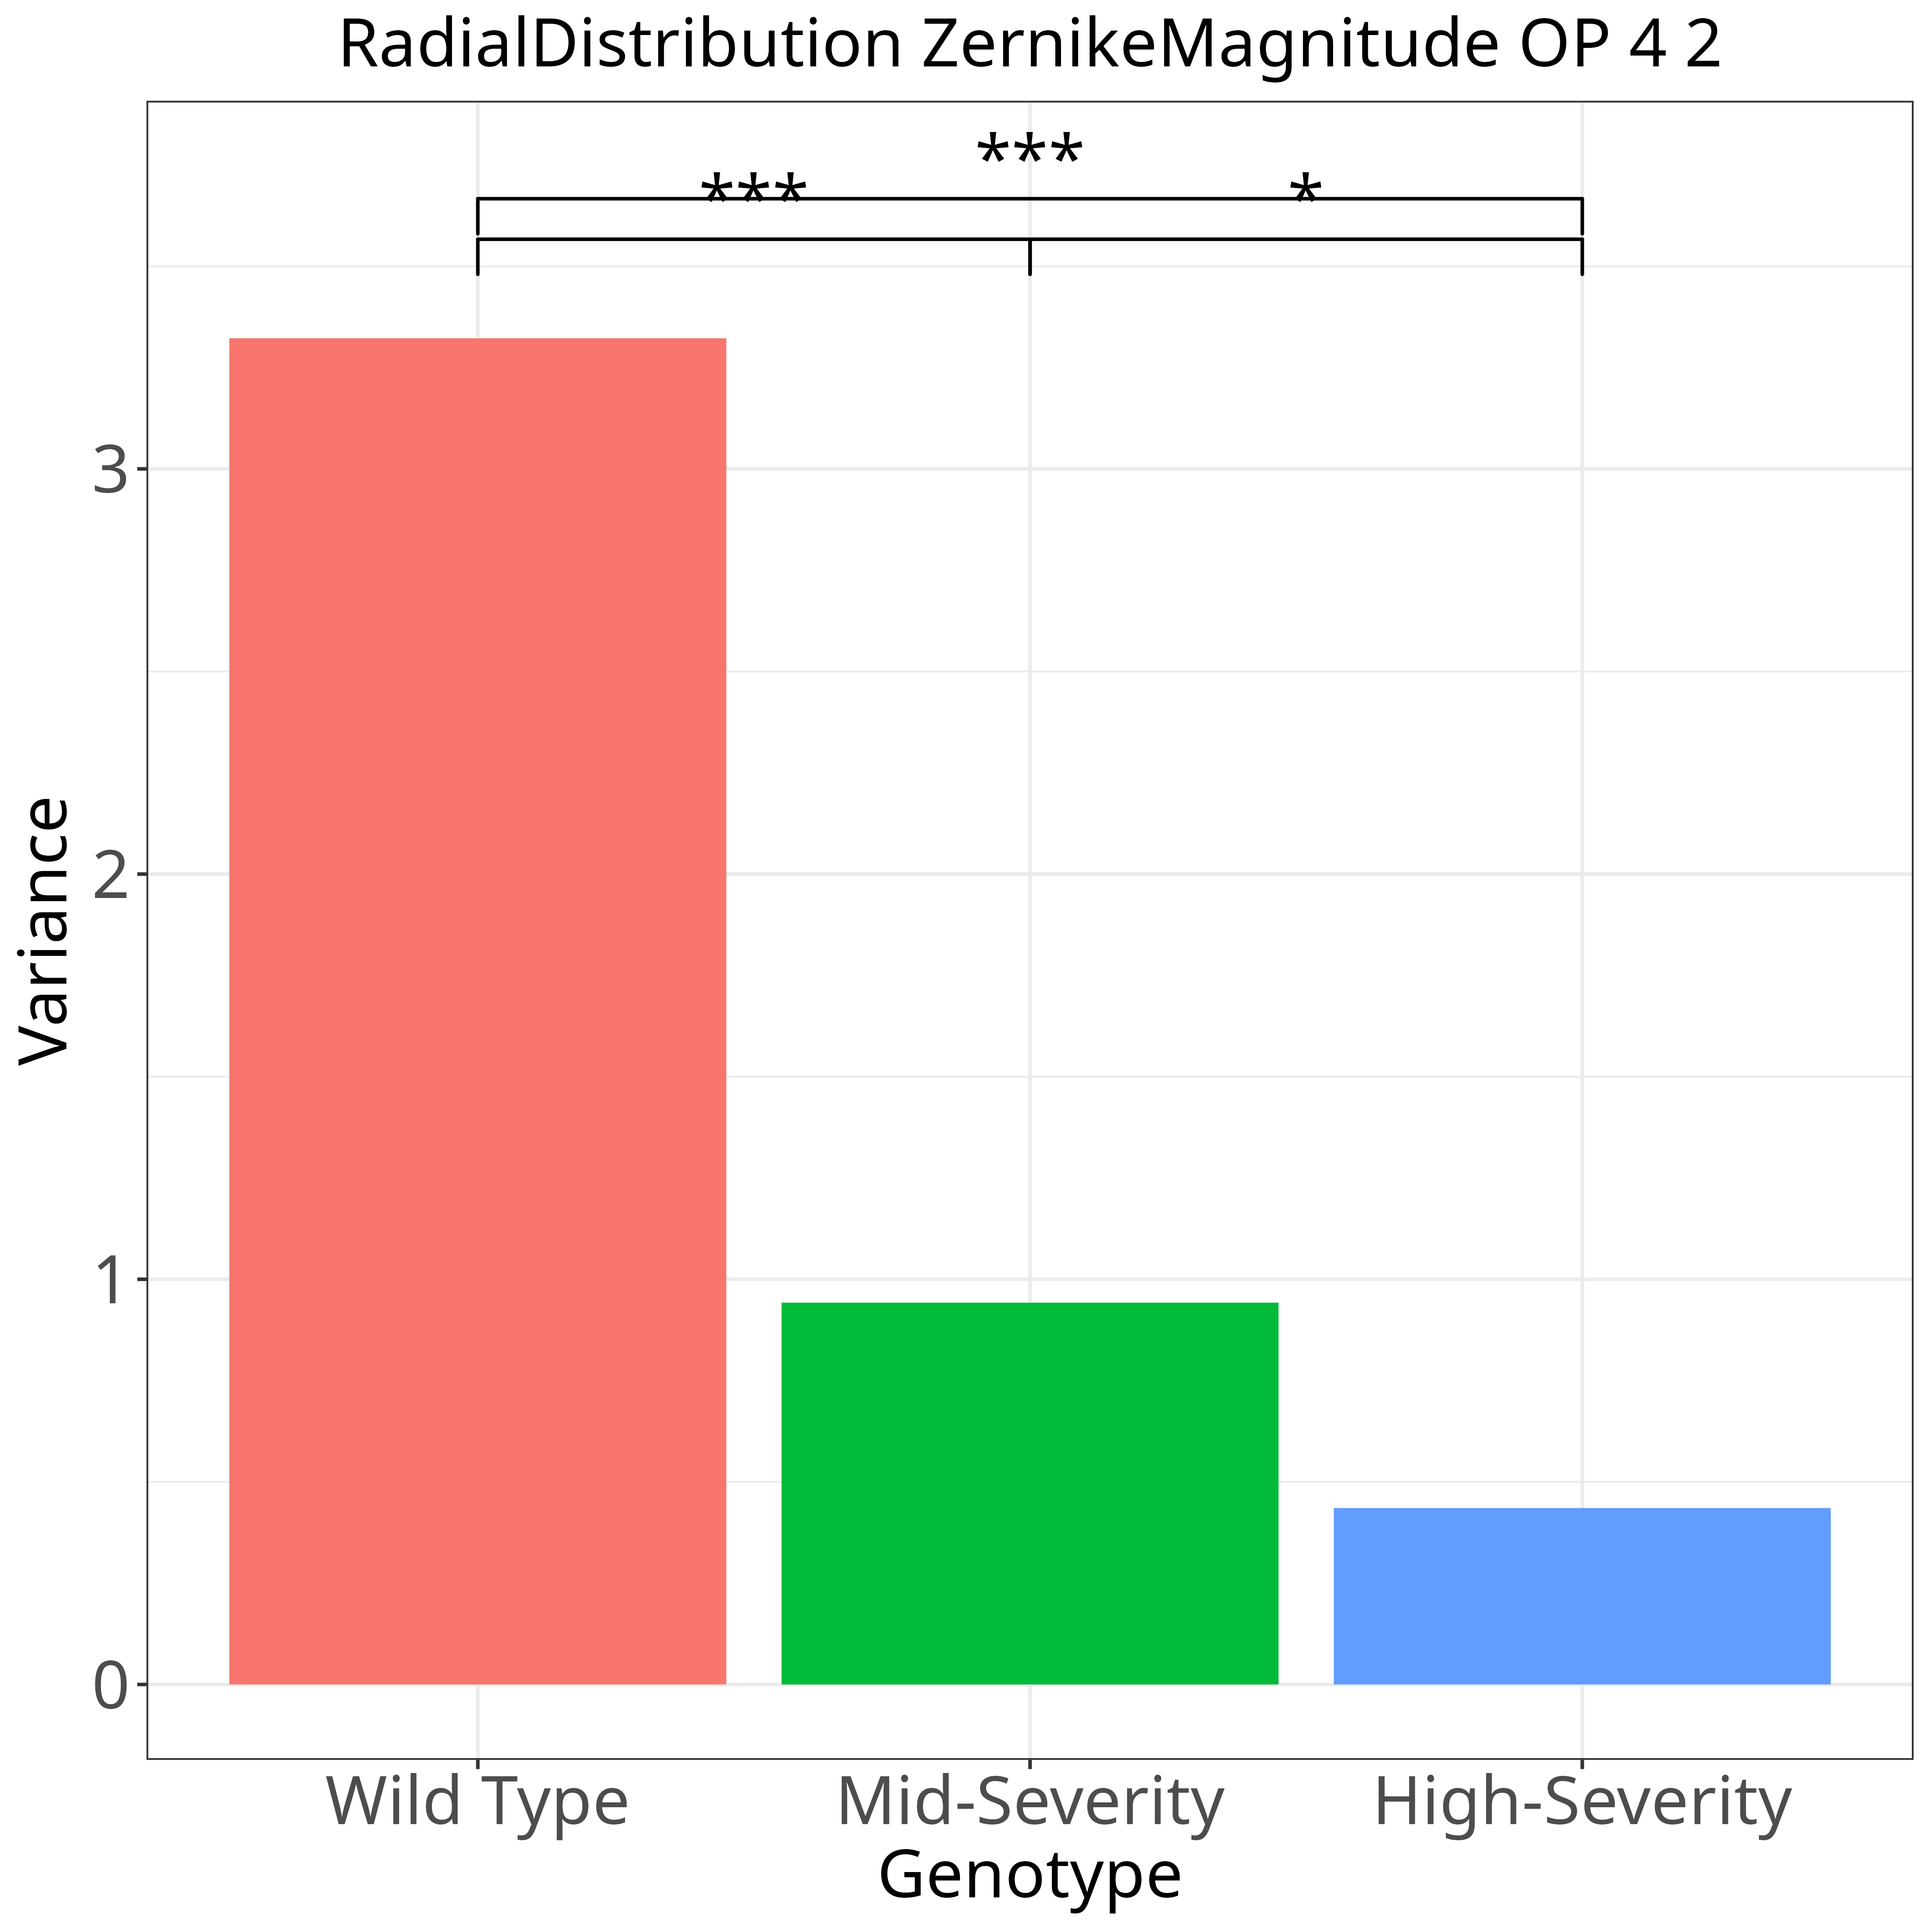 RadialDistribution ZernikeMagnitude OP 4 2
***
*** *
3
2
1
0
Variance
Wild Type Mid-Severity High-Severity
Genotype